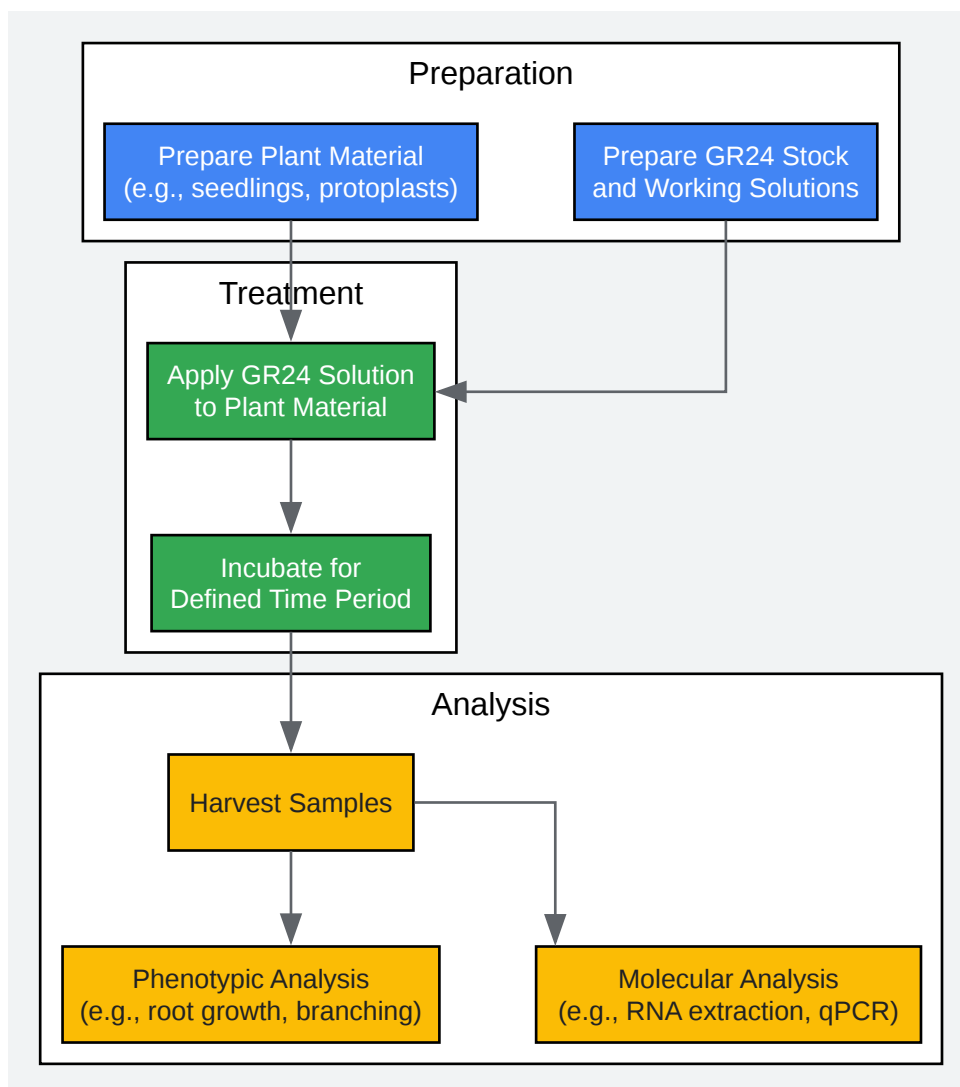 Preparation
Prepare Plant Material
(e.g., seedlings, protoplasts)
Prepare GR24 Stock
and Working Solutions
Treatment
Apply GR24 Solution
to Plant Material
Incubate for
Defined Time Period
Analysis
Harvest Samples
Phenotypic Analysis
(e.g., root growth, branching)
Molecular Analysis
(e.g., RNA extraction, qPCR)